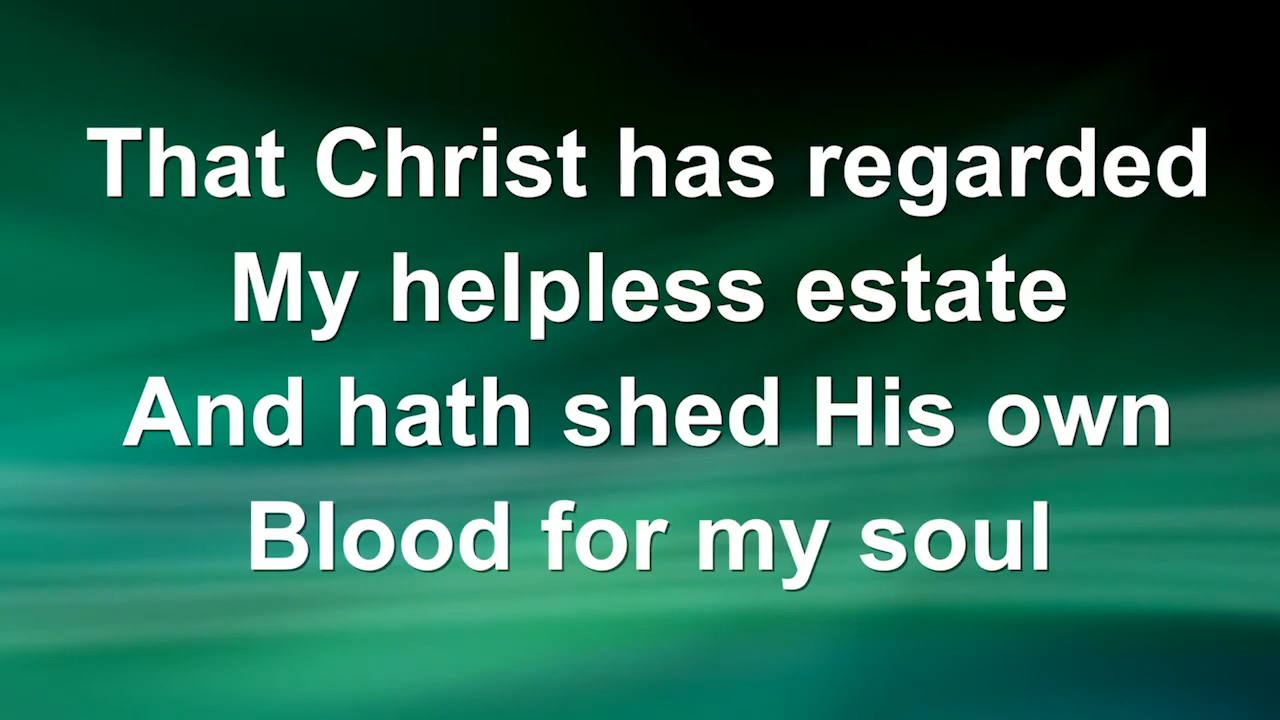 That Christ has regarded
My helpless estate
And hath shed His own
Blood for my soul